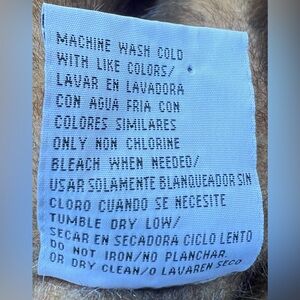 MACHINE WASH COLD
WITH LIKE COLORS/
LAVAR EN LAVADORA
CON AGUA FRIA CON
COLORES SIMILARES
ONLY NON CHLORINE
BLEACH WHEN NEEDED/
USAR SOLAMENTE BLANQUEADOR SIN
CLORO CUANDO SE NECESITE
TUMBLE DRY LOW/
SECAR EN SECADORA CICLO LENTO
DO NOT IRON/NO PLANCHAR
OR DRY CLEAN/O LAVAREN SECO